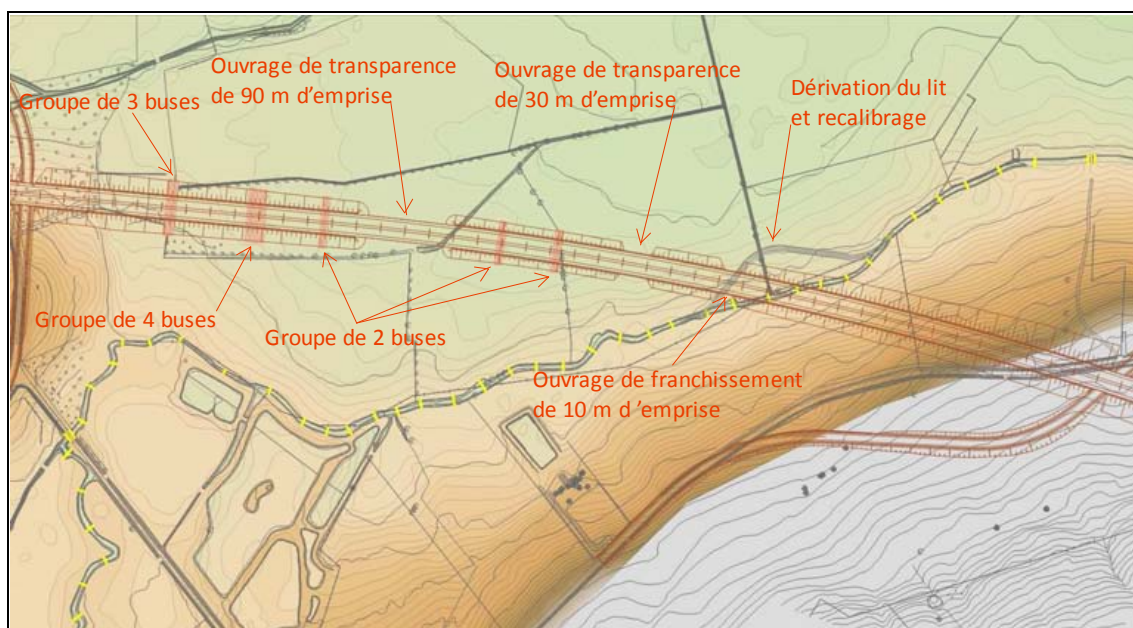 Ouvrage de transparence
de 90 m d'emprise
Ouvrage de transparence
de 30 m d'emprise
Dérivation du lit
et recalibrage
Groupe de 3 buses
Groupe de 4 buses
Groupe de 2 buses
Ouvrage de franchissement
de 10 m d ’emprise